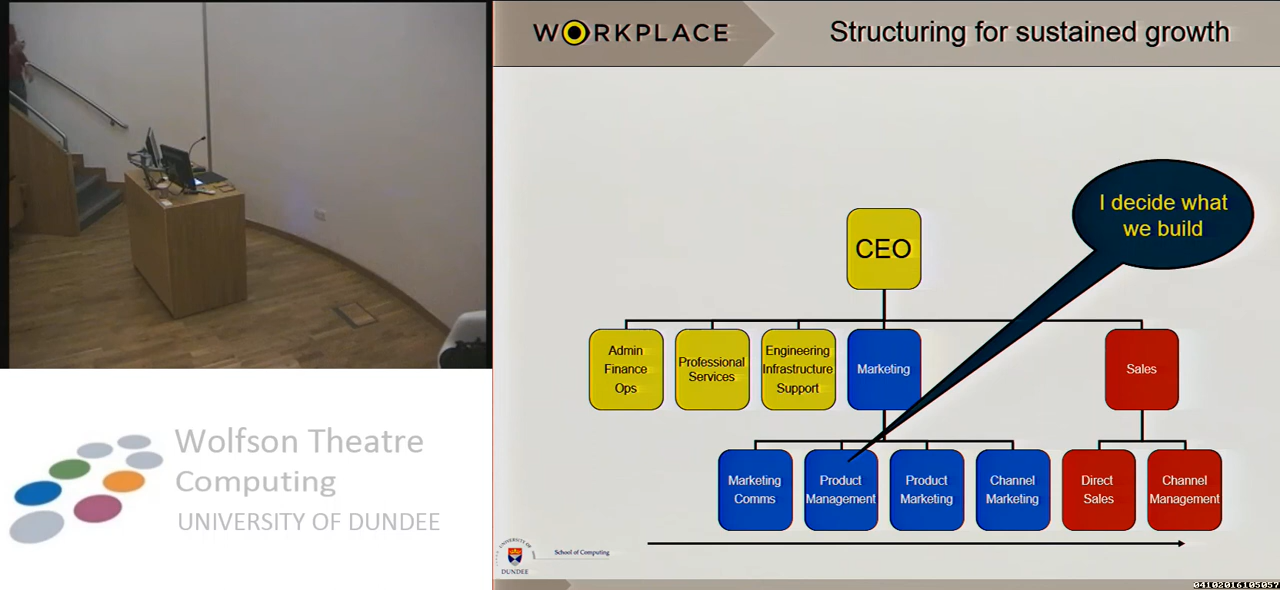 WORKPLACE
Structuring for sustained growth
I decide what
we build
CEO
Admin
Finance
Ops
Professional
Services
Engineering
Infrastructure
Support
Marketing
Sales
Marketing
Comms
Product
Management
Product
Marketing
Channel
Marketing
Direct
Sales
Channel
Management
Wolfson Theatre
Computing
UNIVERSITY OF DUNDEE
UNIVERSITY OF
DUNDEE
School of Computing
04102016105057